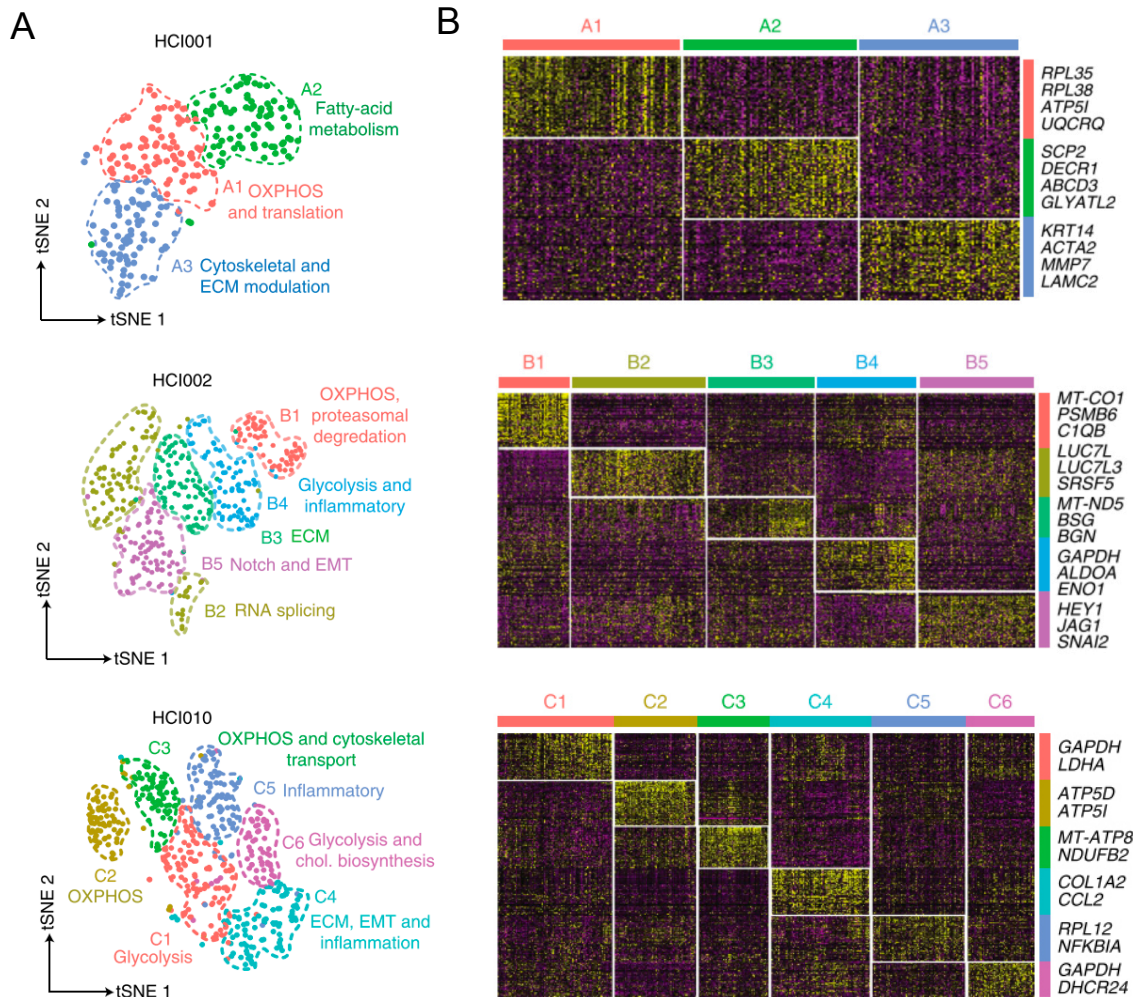 A
HCI001
A2
Fatty-acid
metabolism
A1 OXPHOS
and translation
A3 Cytoskeletal and
ECM modulation
tSNE 2
tSNE 1
HCI002
OXPHOS,
B1 proteasomal
degredation
Glycolysis and
B4 inflammatory
B3 ECM
B5 Notch and EMT
B2 RNA splicing
tSNE 2
tSNE 1
HCI010
C3
OXPHOS and cytoskeletal
transport
C5 Inflammatory
C6 Glycolysis and
chol. biosynthesis
C2
OXPHOS
C4
ECM, EMT and
inflammation
C1
Glycolysis
tSNE 2
tSNE 1
B
A1 A2 A3
RPL35
RPL38
ATP5I
UQCRQ
SCP2
DECR1
ABCD3
GLYATL2
KRT14
ACTA2
MMP7
LAMC2
B1 B2 B3 B4 B5
MT-CO1
PSMB6
C1QB
LUC7L
LUC7L3
SRSF5
MT-ND5
BSG
BGN
GAPDH
ALDOA
ENO1
HEY1
JAG1
SNAI2
C1 C2 C3 C4 C5 C6
GAPDH
LDHA
ATP5D
ATP5I
MT-ATP8
NDUFB2
COL1A2
CCL2
RPL12
NFKBIA
GAPDH
DHCR24